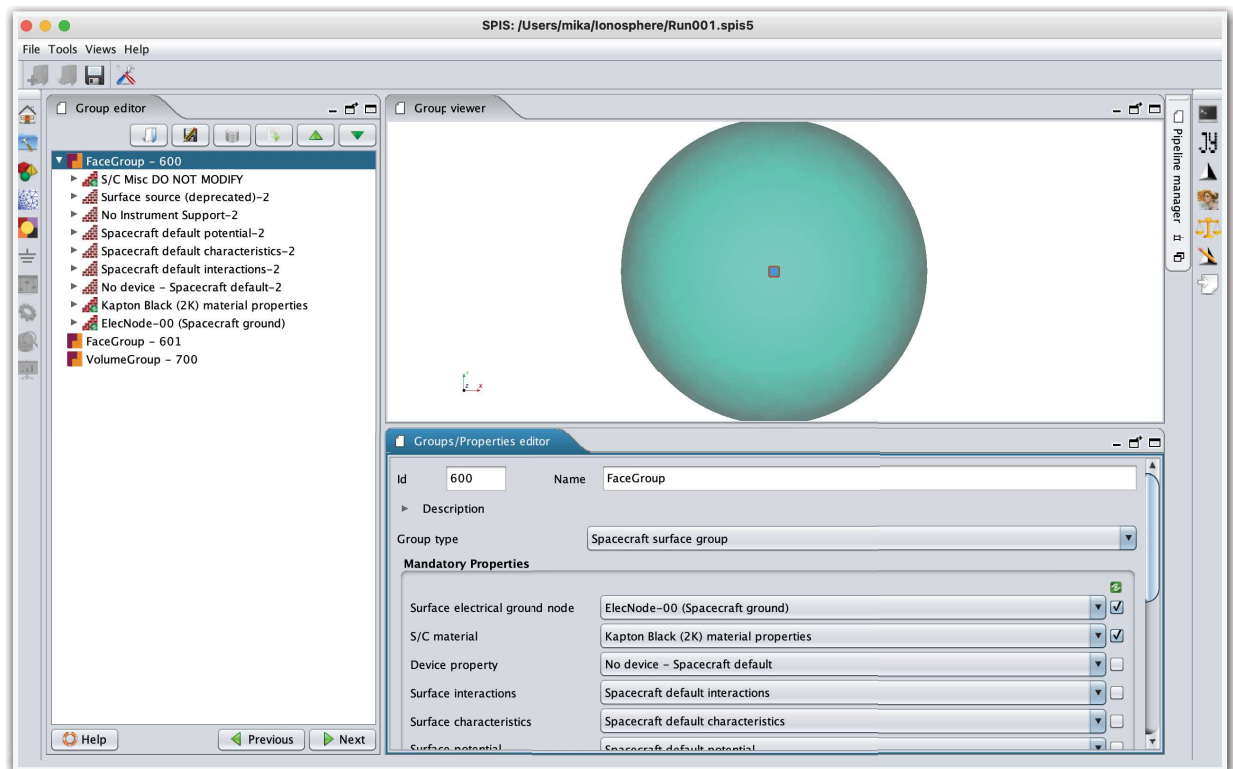 SPIS: /Users/mika/Ionosphere/Run001.spis5
File Tools Views Help
Group editor
FaceGroup – 600
S/C Misc DO NOT MODIFY
Surface source (deprecated)–2
No Instrument Support–2
Spacecraft default potential–2
Spacecraft default characteristics–2
Spacecraft default interactions–2
No device – Spacecraft default–2
Kapton Black (2K) material properties
ElecNode–00 (Spacecraft ground)
FaceGroup – 601
VolumeGroup – 700
Help
Previous
Next
Group viewer
Y
Z X
Groups/Properties editor
Id 600 Name FaceGroup
Description
Group type Spacecraft surface group
Mandatory Properties
Surface electrical ground node ElecNode–00 (Spacecraft ground)
S/C material Kapton Black (2K) material properties
Device property No device – Spacecraft default
Surface interactions Spacecraft default interactions
Surface characteristics Spacecraft default characteristics
Surface potential Spacecraft default potential
Pipeline manager